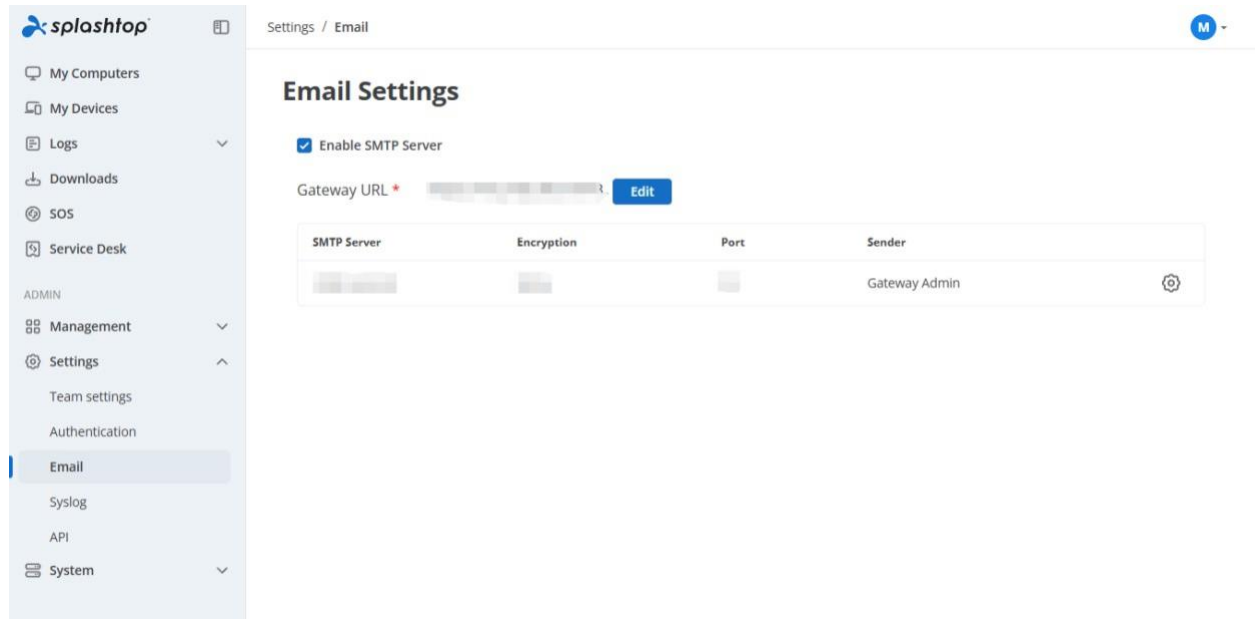 splashtop
Settings / Email
M
My Computers
My Devices
Logs
Downloads
SOS
Service Desk
ADMIN
Management
Settings
Team settings
Authentication
Email
Syslog
API
System
Email Settings
Enable SMTP Server
Gateway URL *
Edit
SMTP Server Encryption Port Sender
Gateway Admin